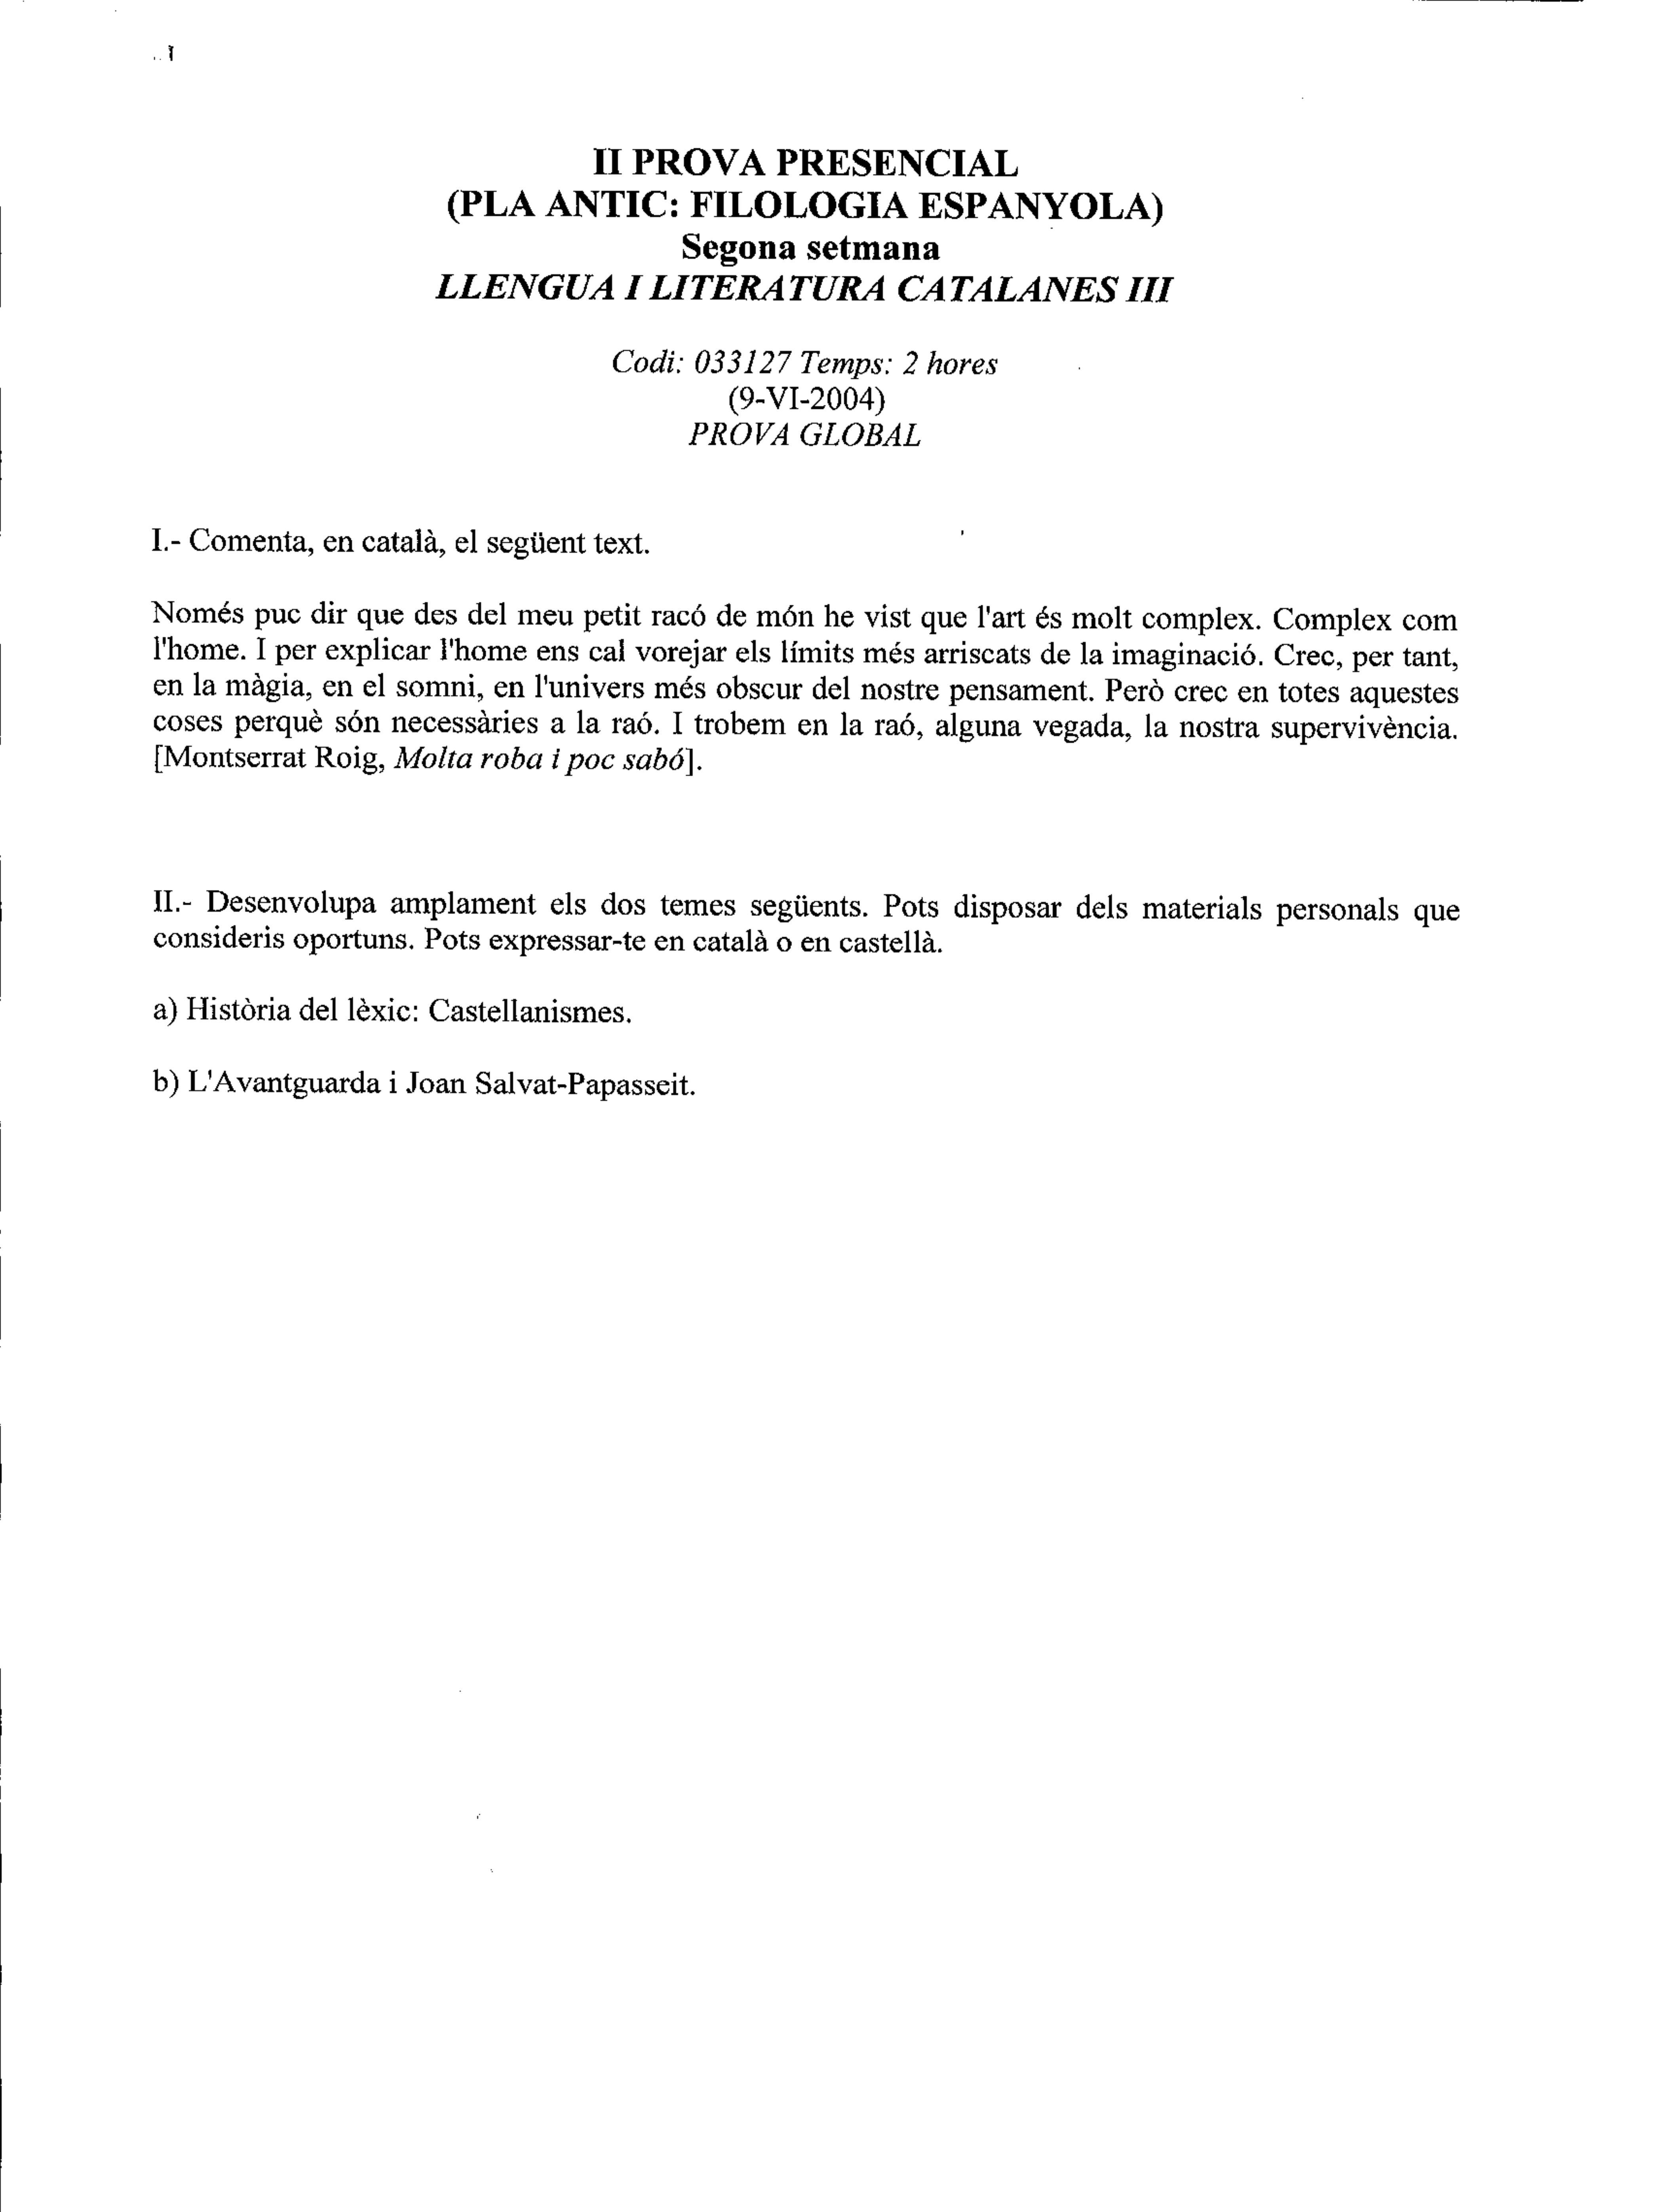 II PROVA PRESENCIAL
(PLA ANTIC: FILOLOGIA ESPANYOLA)
Segona setmana
LLENGUA I LITERATURA CATALANES III
Codi: 033127 Temps: 2 hores
(9-VI-2004)
PROVA GLOBAL
I.- Comenta, en català, el següent text.
Només puc dir que des del meu petit racó de món he vist que l'art és molt complex. Complex com
l'home. I per explicar l'home ens cal vorejar els límits més arriscats de la imaginació. Crec, per tant,
en la màgia, en el somni, en l'univers més obscur del nostre pensament. Però crec en totes aquestes
coses perquè són necessàries a la raó. I trobem en la raó, alguna vegada, la nostra supervivència.
[Montserrat Roig, Molta roba i poc sabó].
II.- Desenvolupa amplament els dos temes següents. Pots disposar dels materials personals que
consideris oportuns. Pots expressar-te en català o en castellà.
a) Història del lèxic: Castellanismes.
b) L'Avantguarda i Joan Salvat-Papasseit.